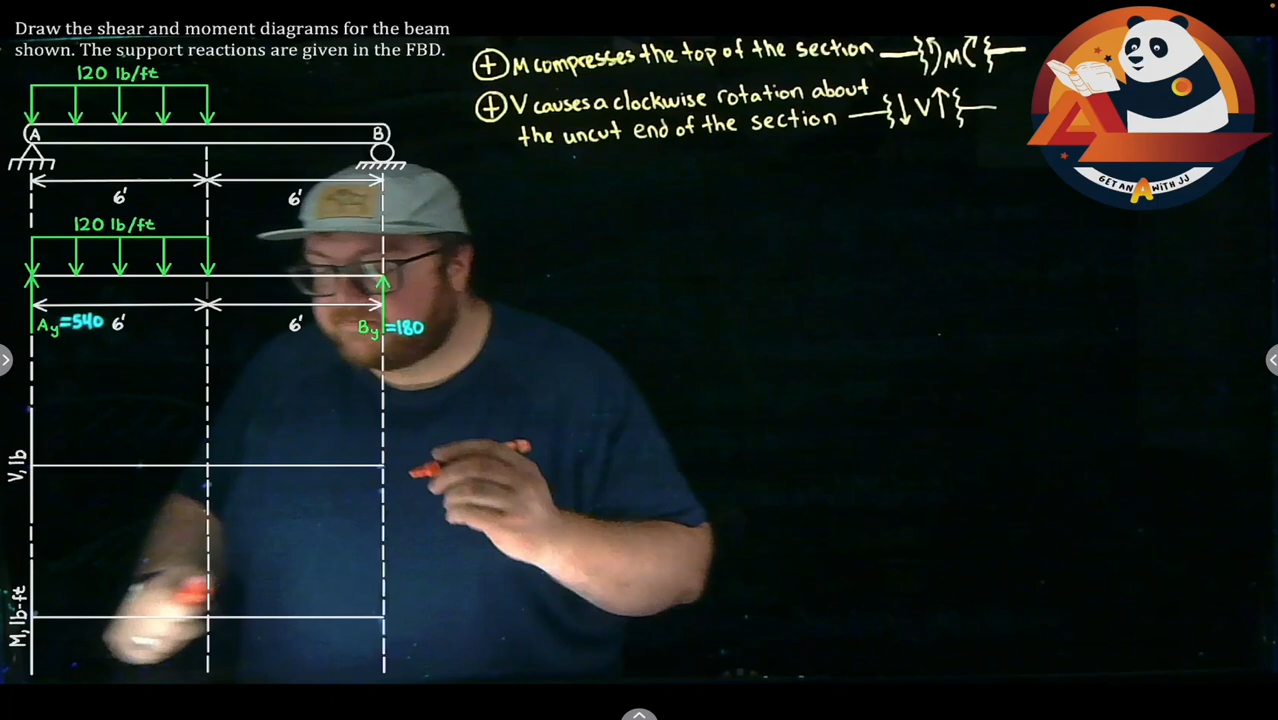 Draw the shear and moment diagrams for the beam
shown. The support reactions are given in the FBD.
⊕ M compresses the top of the section M
⊕ V causes a clockwise rotation about
the uncut end of the section V
120 lb/ft
A B
6' 6'
120 lb/ft
Ay=540 6' 6' By=180
V, lb
M, lb-ft
GET AN A WITH JJ